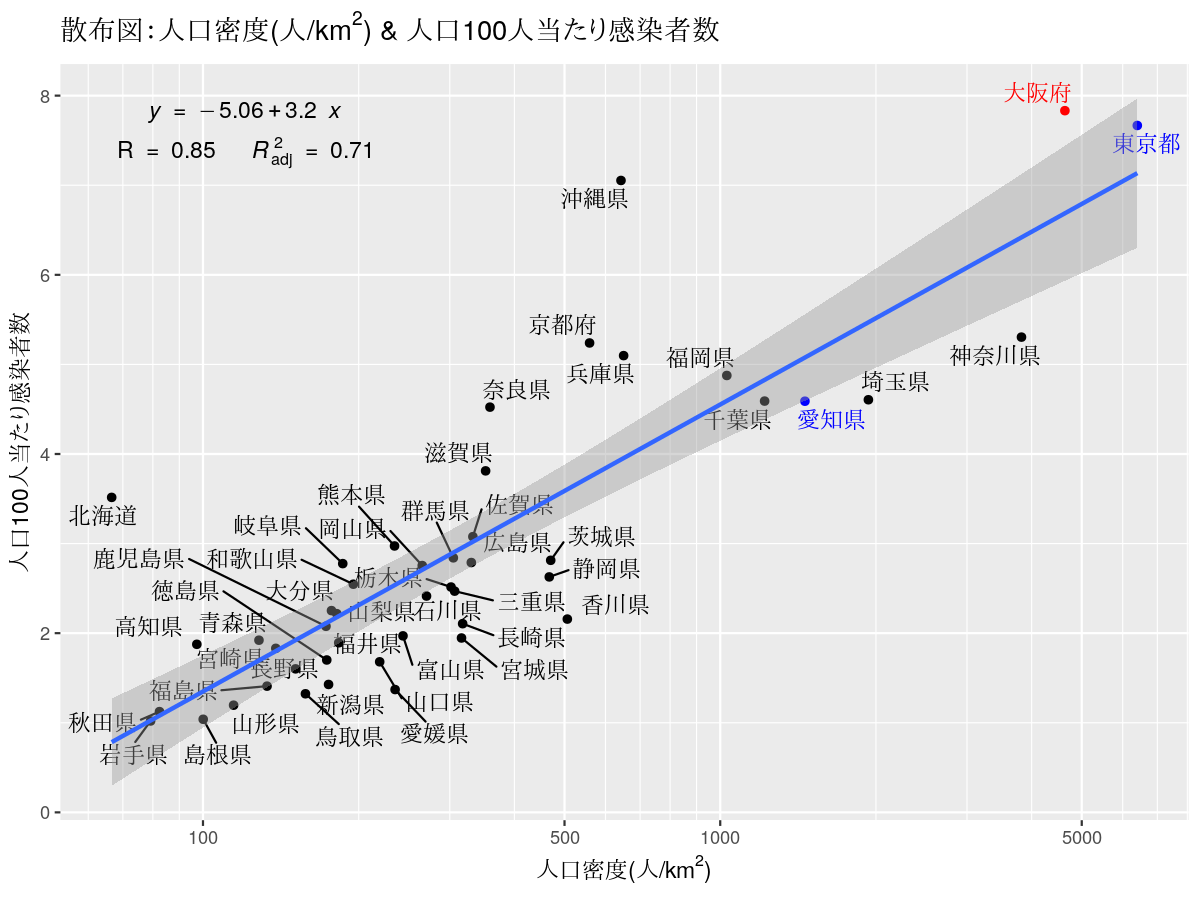 散布図：人口密度(人/km²) & 人口100人当たり感染者数
y = −5.06+3.2 x
R = 0.85 R²adj = 0.71
大阪府
東京都
沖縄県
京都府
兵庫県
福岡県
神奈川県
奈良県
埼玉県
千葉県
愛知県
滋賀県
熊本県
群馬県
佐賀県
北海道
岐阜県
岡山県
広島県
茨城県
鹿児島県
和歌山県
栃木県
静岡県
徳島県
大分県
山梨県
石川県
三重県
香川県
高知県
青森県
福井県
長崎県
宮崎県
長野県
富山県
宮城県
福島県
新潟県
山口県
秋田県
山形県
鳥取県
愛媛県
岩手県
島根県
8
6
4
2
0
100
500
1000
5000
人口密度(人/km²)
人口100人当たり感染者数